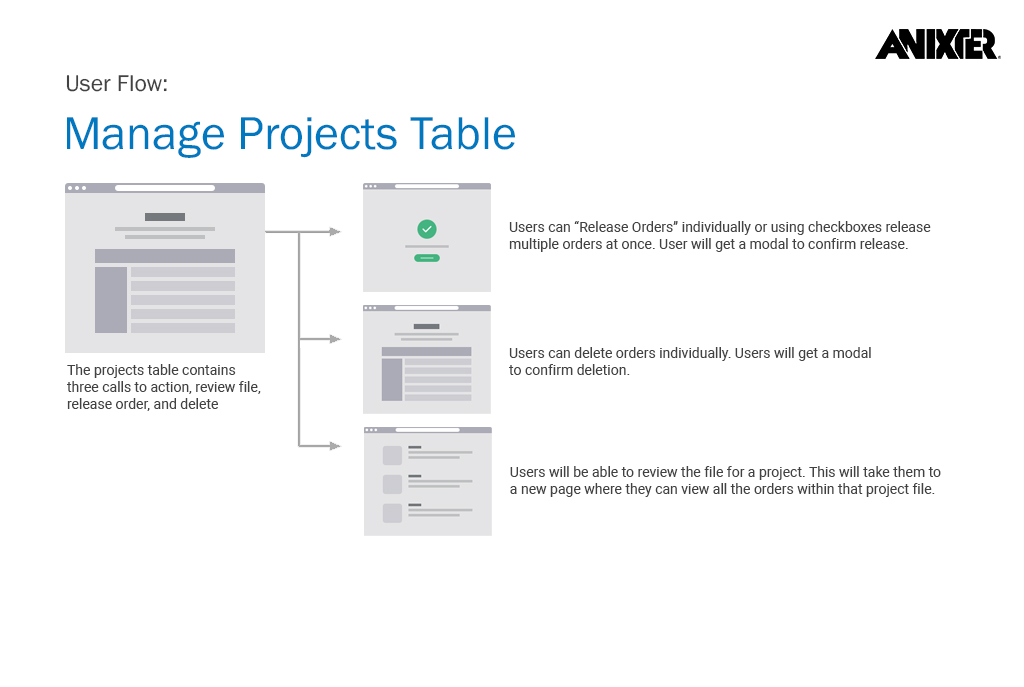 ANIXTER
User Flow:
Manage Projects Table
Users can “Release Orders” individually or using checkboxes release
multiple orders at once. User will get a modal to confirm release.
Users can delete orders individually. Users will get a modal
to confirm deletion.
The projects table contains
three calls to action, review file,
release order, and delete
Users will be able to review the file for a project. This will take them to
a new page where they can view all the orders within that project file.